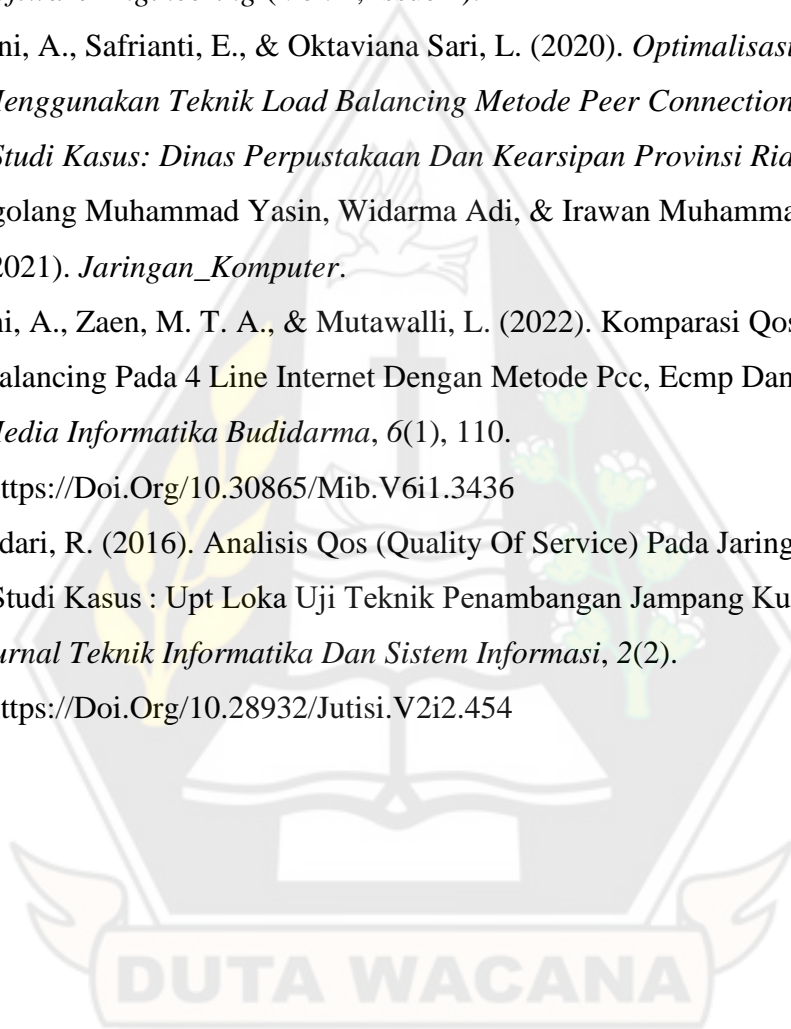 ni, A., Safrianti, E., & Oktaviana Sari, L. (2020). Optimalisasi
Menggunakan Teknik Load Balancing Metode Peer Connection
Studi Kasus: Dinas Perpustakaan Dan Kearsipan Provinsi Ria
golang Muhammad Yasin, Widarma Adi, & Irawan Muhamma
2021). Jaringan_Komputer.
ni, A., Zaen, M. T. A., & Mutawalli, L. (2022). Komparasi Qos
alancing Pada 4 Line Internet Dengan Metode Pcc, Ecmp Dan
Media Informatika Budidarma, 6(1), 110.
ttps://Doi.Org/10.30865/Mib.V6i1.3436
dari, R. (2016). Analisis Qos (Quality Of Service) Pada Jaring
Studi Kasus : Upt Loka Uji Teknik Penambangan Jampang Ku
urnal Teknik Informatika Dan Sistem Informasi, 2(2).
ttps://Doi.Org/10.28932/Jutisi.V2i2.454
DUTA WACANA